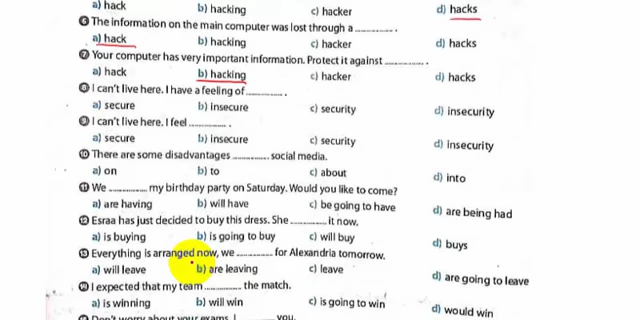 a) hack b) hacking c) hacker d) hacks
6 The information on the main computer was lost through a ............ .
a) hack b) hacking c) hacker d) hacks
7 Your computer has very important information. Protect it against ............ .
a) hack b) hacking c) hacker d) hacks
8 I can't live here. I have a feeling of ............ .
a) secure b) insecure c) security d) insecurity
9 I can't live here. I feel ............ .
a) secure b) insecure c) security d) insecurity
10 There are some disadvantages ............ social media.
a) on b) to c) about d) into
11 We ............ my birthday party on Saturday. Would you like to come?
a) are having b) will have c) be going to have d) are being had
12 Esraa has just decided to buy this dress. She ............ it now.
a) is buying b) is going to buy c) will buy d) buys
13 Everything is arranged now, we ............ for Alexandria tomorrow.
a) will leave b) are leaving c) leave d) are going to leave
14 I expected that my team ............ the match.
a) is winning b) will win c) is going to win d) would win
Don't worry about your exams. I ............ you.